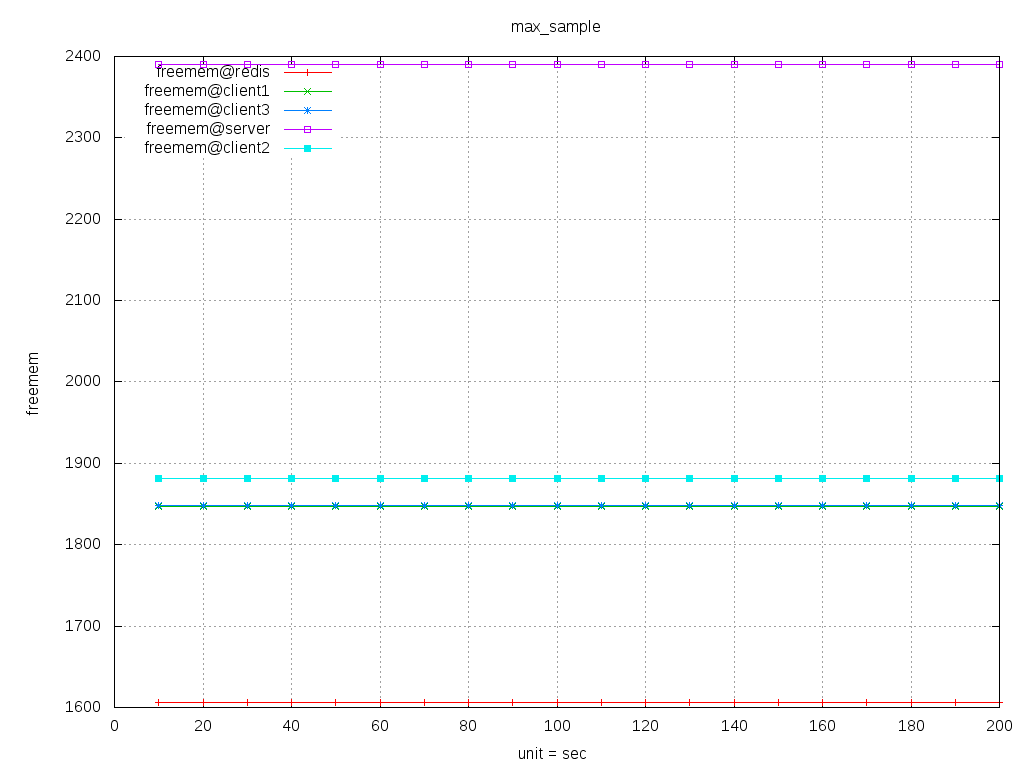 max_sample
2400
2300
2200
2100
2000
1900
1800
1700
1600
freemem
freemem@redis
freemem@client1
freemem@client3
freemem@server
freemem@client2
0 20 40 60 80 100 120 140 160 180 200
unit = sec